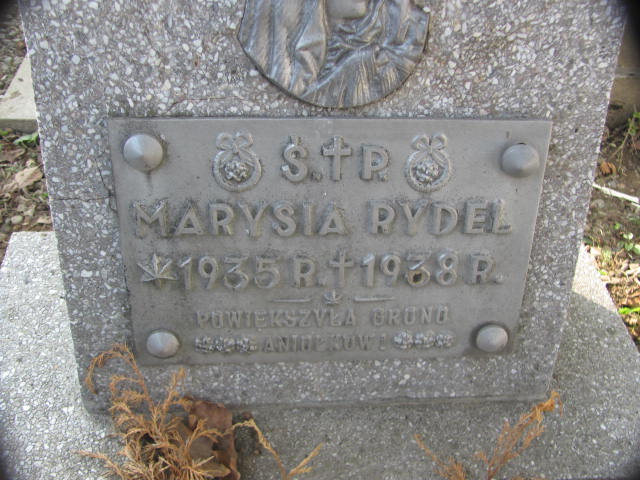 Ś.†P.
MARYSIA RYDEL
* 1935 R. † 1938 R.
POWIĘKSZYŁA GRONO
ANIOŁKÓW